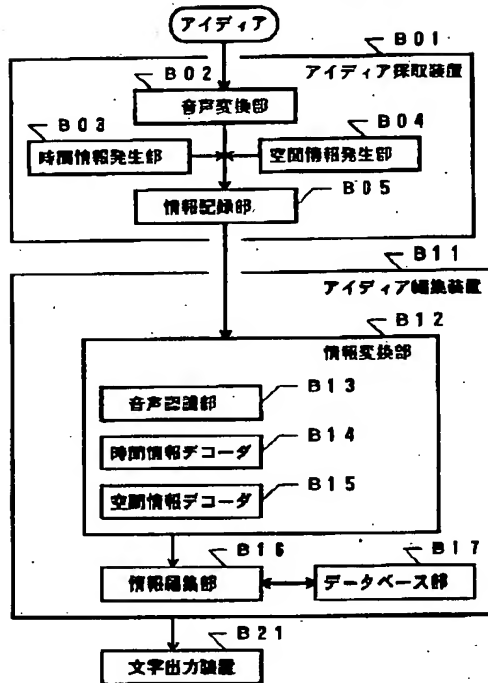 アイディア
B01
アイディア採取装置
B02
音声変換部
B03
B04
時間情報発生部
空間情報発生部
B05
情報記録部
B11
アイディア編集装置
B12
情報変換部
B13
音声認識部
B14
時間情報デコーダ
B15
空間情報デコーダ
B16
B17
情報編集部
データベース部
B21
文字出力装置